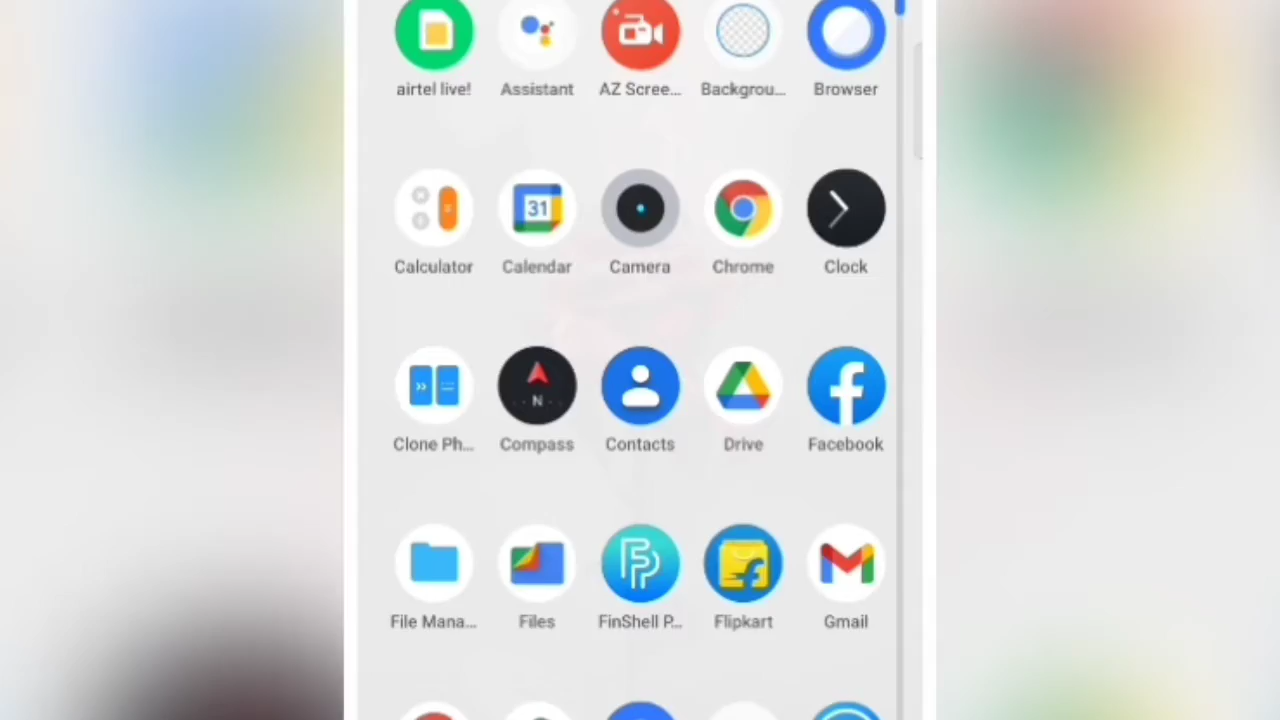 airtel live! Assistant AZ Scree... Backgrou... Browser
31
Calculator Calendar Camera Chrome Clock
N
Clone Ph... Compass Contacts Drive Facebook
File Mana... Files FinShell P... Flipkart Gmail